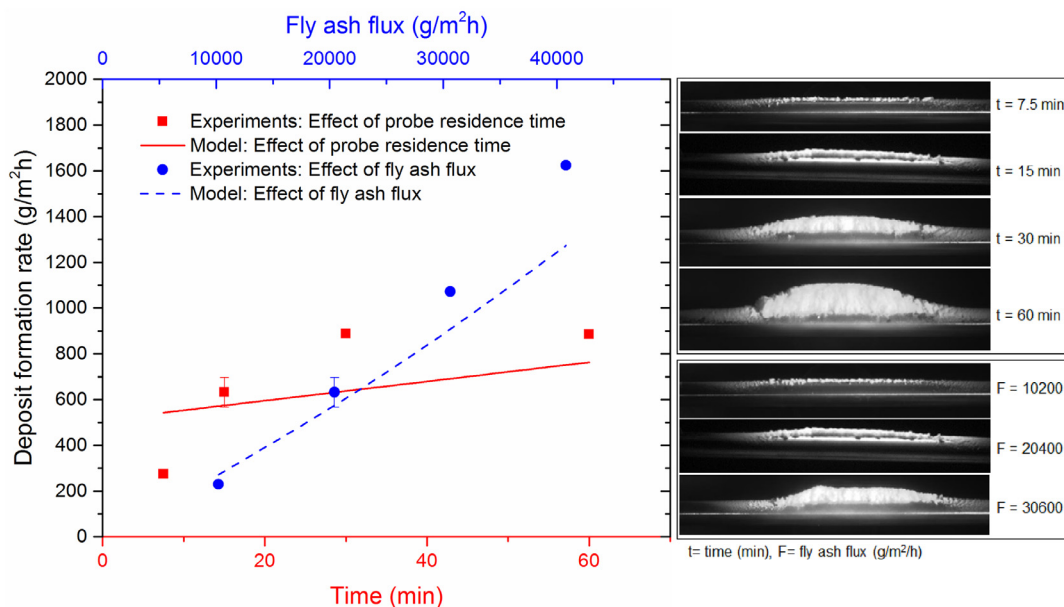 Fly ash flux (g/m²h)
0 10000 20000 30000 40000
Deposit formation rate (g/m²h)
2000
1800
1600
1400
1200
1000
800
600
400
200
0
Experiments: Effect of probe residence time
Model: Effect of probe residence time
Experiments: Effect of fly ash flux
Model: Effect of fly ash flux
0 20 40 60
Time (min)
t = 7.5 min
t = 15 min
t = 30 min
t = 60 min
F = 10200
F = 20400
F = 30600
t= time (min), F= fly ash flux (g/m²/h)